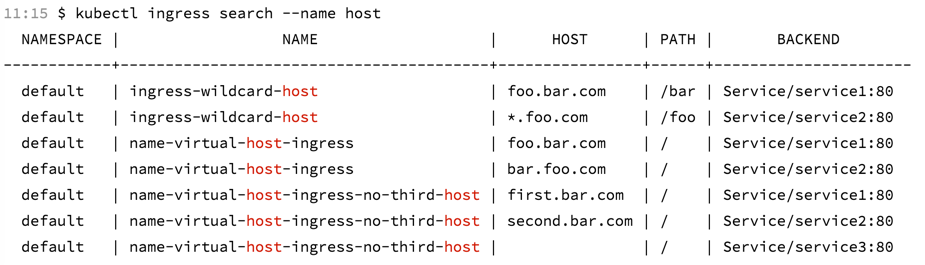 11:15 $ kubectl ingress search --name host
NAMESPACE | NAME | HOST | PATH | BACKEND
------------+-----------------------------------------+----------------+------+----------------------
default | ingress-wildcard-host | foo.bar.com | /bar | Service/service1:80
default | ingress-wildcard-host | *.foo.com | /foo | Service/service2:80
default | name-virtual-host-ingress | foo.bar.com | / | Service/service1:80
default | name-virtual-host-ingress | bar.foo.com | / | Service/service2:80
default | name-virtual-host-ingress-no-third-host | first.bar.com | / | Service/service1:80
default | name-virtual-host-ingress-no-third-host | second.bar.com | / | Service/service2:80
default | name-virtual-host-ingress-no-third-host | | / | Service/service3:80